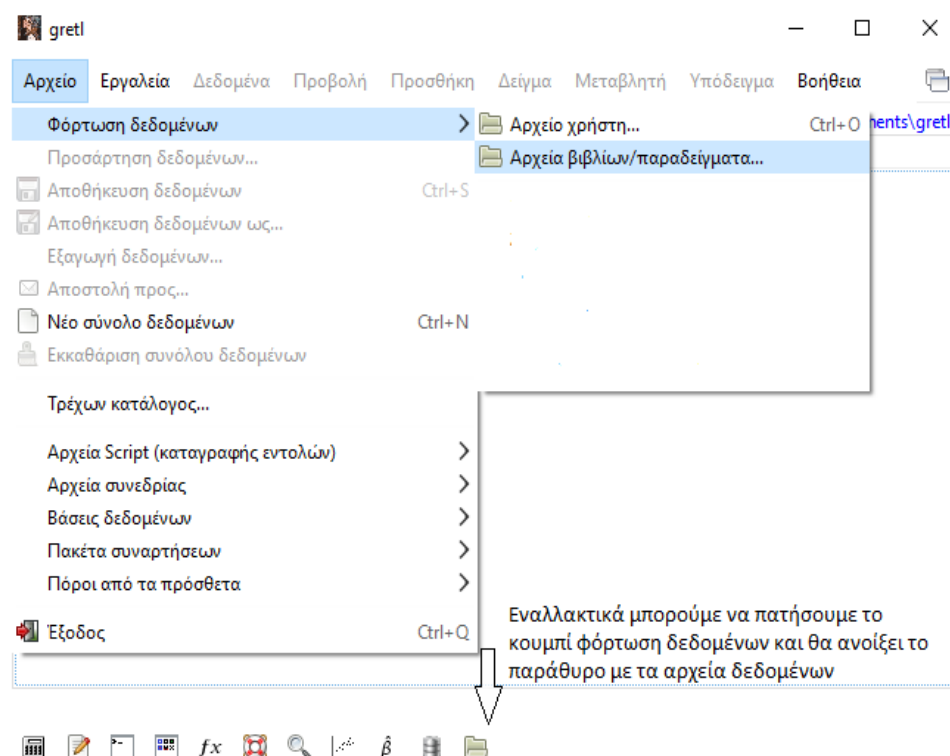 gretl
Αρχείο Εργαλεία Δεδομένα Προβολή Προσθήκη Δείγμα Μεταβλητή Υπόδειγμα Βοήθεια
Φόρτωση δεδομένων
Αρχείο χρήστη... Ctrl+O
ents\gretl
Αρχεία βιβλίων/παραδείγματα...
Προσάρτηση δεδομένων...
Αποθήκευση δεδομένων Ctrl+S
Αποθήκευση δεδομένων ως...
Εξαγωγή δεδομένων...
Αποστολή προς...
Νέο σύνολο δεδομένων Ctrl+N
Εκκαθάριση συνόλου δεδομένων
Τρέχων κατάλογος...
Αρχεία Script (καταγραφής εντολών)
Αρχεία συνεδρίας
Βάσεις δεδομένων
Πακέτα συναρτήσεων
Πόροι από τα πρόσθετα
Έξοδος Ctrl+Q
Εναλλακτικά μπορούμε να πατήσουμε το
κουμπί φόρτωση δεδομένων και θα ανοίξει το
παράθυρο με τα αρχεία δεδομένων
fx β̂